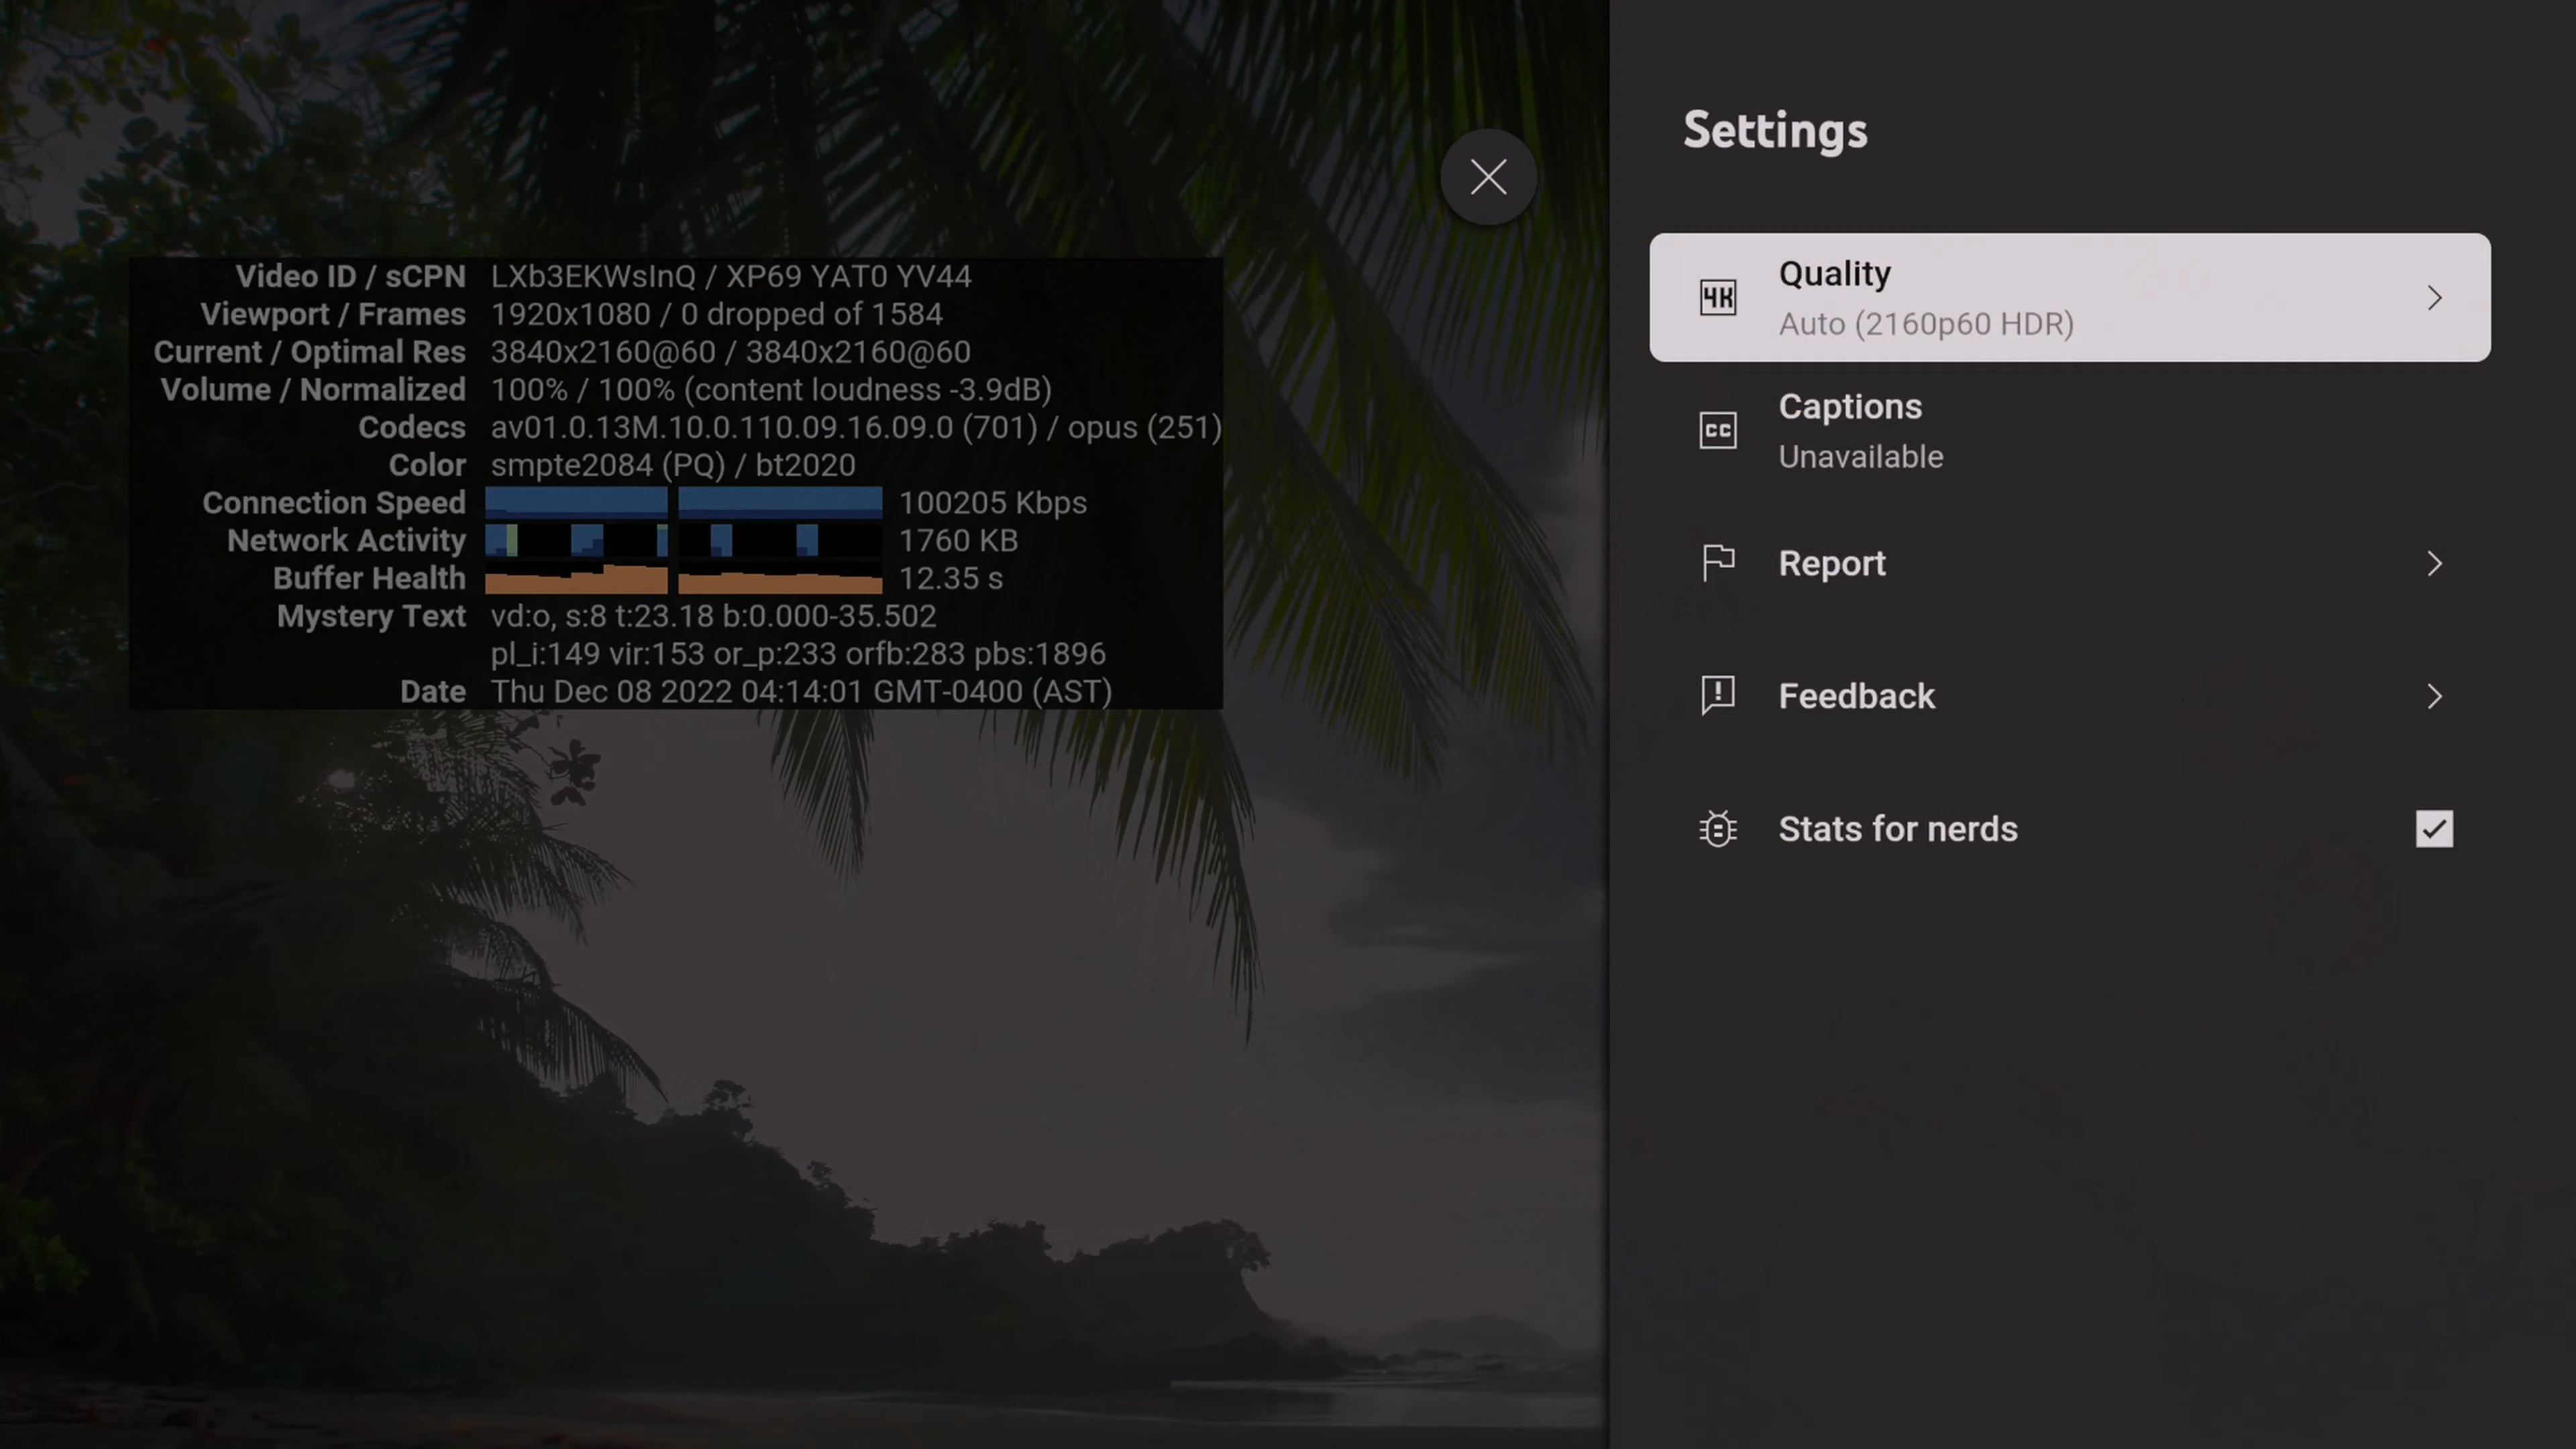 Video ID / sCPN LXb3EKWsInQ / XP69 YAT0 YV44
Viewport / Frames 1920x1080 / 0 dropped of 1584
Current / Optimal Res 3840x2160@60 / 3840x2160@60
Volume / Normalized 100% / 100% (content loudness -3.9dB)
Codecs av01.0.13M.10.0.110.09.16.09.0 (701) / opus (251)
Color smpte2084 (PQ) / bt2020
Connection Speed 100205 Kbps
Network Activity 1760 KB
Buffer Health 12.35 s
Mystery Text vd:o, s:8 t:23.18 b:0.000-35.502
pl_i:149 vir:153 or_p:233 orfb:283 pbs:1896
Date Thu Dec 08 2022 04:14:01 GMT-0400 (AST)
Settings
4K Quality
Auto (2160p60 HDR)
CC Captions
Unavailable
Report
Feedback
Stats for nerds